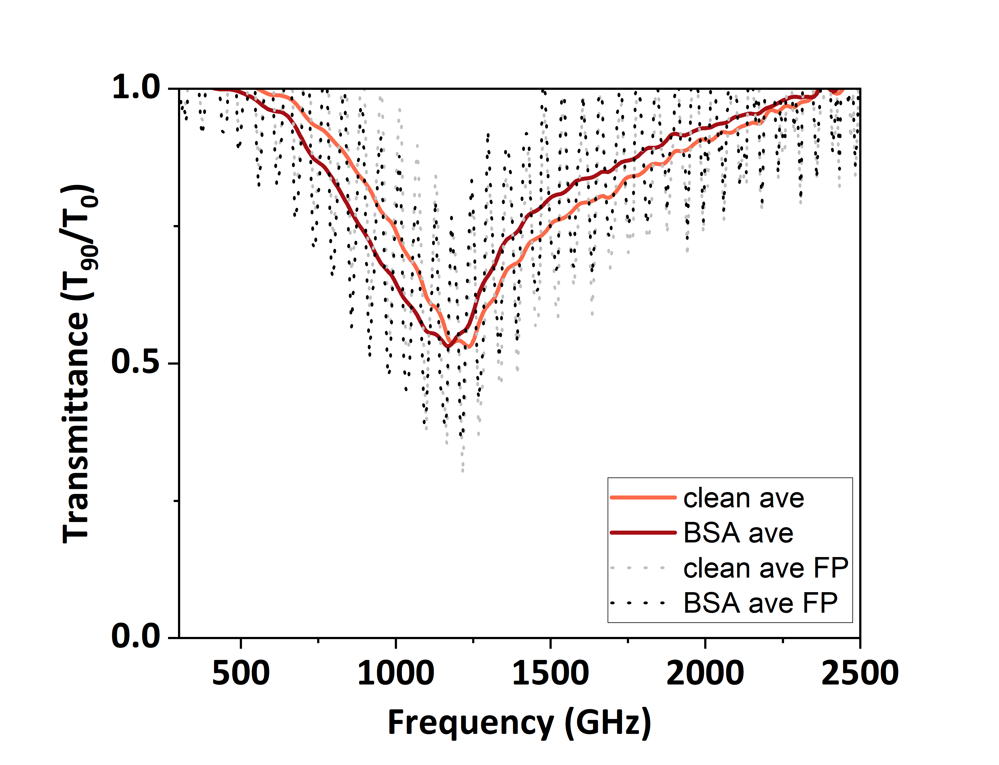 1.0
0.5
0.0
Transmittance (T90/T0)
500 1000 1500 2000 2500
Frequency (GHz)
clean ave
BSA ave
clean ave FP
BSA ave FP